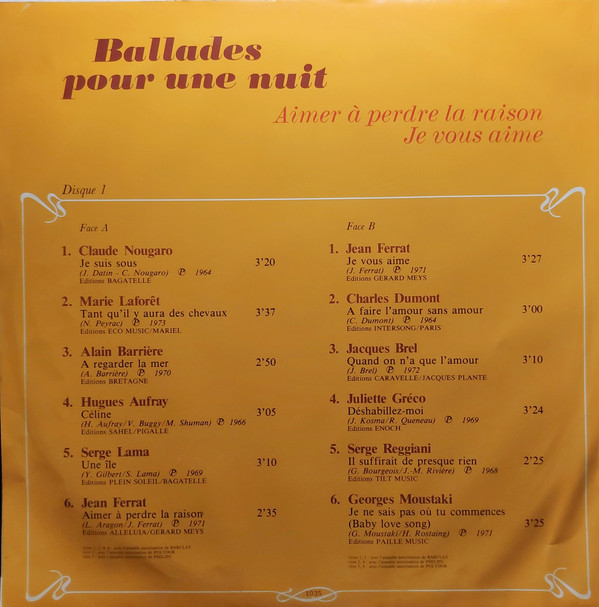 Ballades
pour une nuit
Aimer à perdre la raison
Je vous aime
Disque 1
Face A
1. Claude Nougaro
Je suis sous 3'20
(J. Datin - C. Nougaro) ℗ 1964
Editions BAGATELLE
2. Marie Laforêt
Tant qu'il y aura des chevaux 3'37
(N. Peyrac) ℗ 1973
Editions ECO MUSIC/MARIEL
3. Alain Barrière
A regarder la mer 2'50
(A. Barrière) ℗ 1970
Editions BRETAGNE
4. Hugues Aufray
Céline 3'05
(H. Aufray/V. Buggy/M. Shuman) ℗ 1966
Editions SAHEL/PIGALLE
5. Serge Lama
Une île 3'10
(Y. Gilbert/S. Lama) ℗ 1969
Editions PLEIN SOLEIL/BAGATELLE
6. Jean Ferrat
Aimer à perdre la raison 2'35
(L. Aragon/J. Ferrat) ℗ 1971
Editions ALLELUIA/GERARD MEYS
Face B
1. Jean Ferrat
Je vous aime 3'27
(J. Ferrat) ℗ 1971
Editions GERARD MEYS
2. Charles Dumont
A faire l'amour sans amour 3'00
(C. Dumont) ℗ 1964
Editions INTERSONG/PARIS
3. Jacques Brel
Quand on n'a que l'amour 3'10
(J. Brel) ℗ 1972
Editions CARAVELLE/JACQUES PLANTE
4. Juliette Gréco
Déshabillez-moi 3'24
(J. Kosma/R. Queneau) ℗ 1969
Editions ENOCH
5. Serge Reggiani
Il suffirait de presque rien 2'25
(G. Bourgeois/J.-M. Rivière) ℗ 1968
Editions TILT MUSIC
6. Georges Moustaki
Je ne sais pas où tu commences
(Baby love song) 3'25
(G. Moustaki/H. Rostaing) ℗ 1971
Editions PAILLE MUSIC
1035